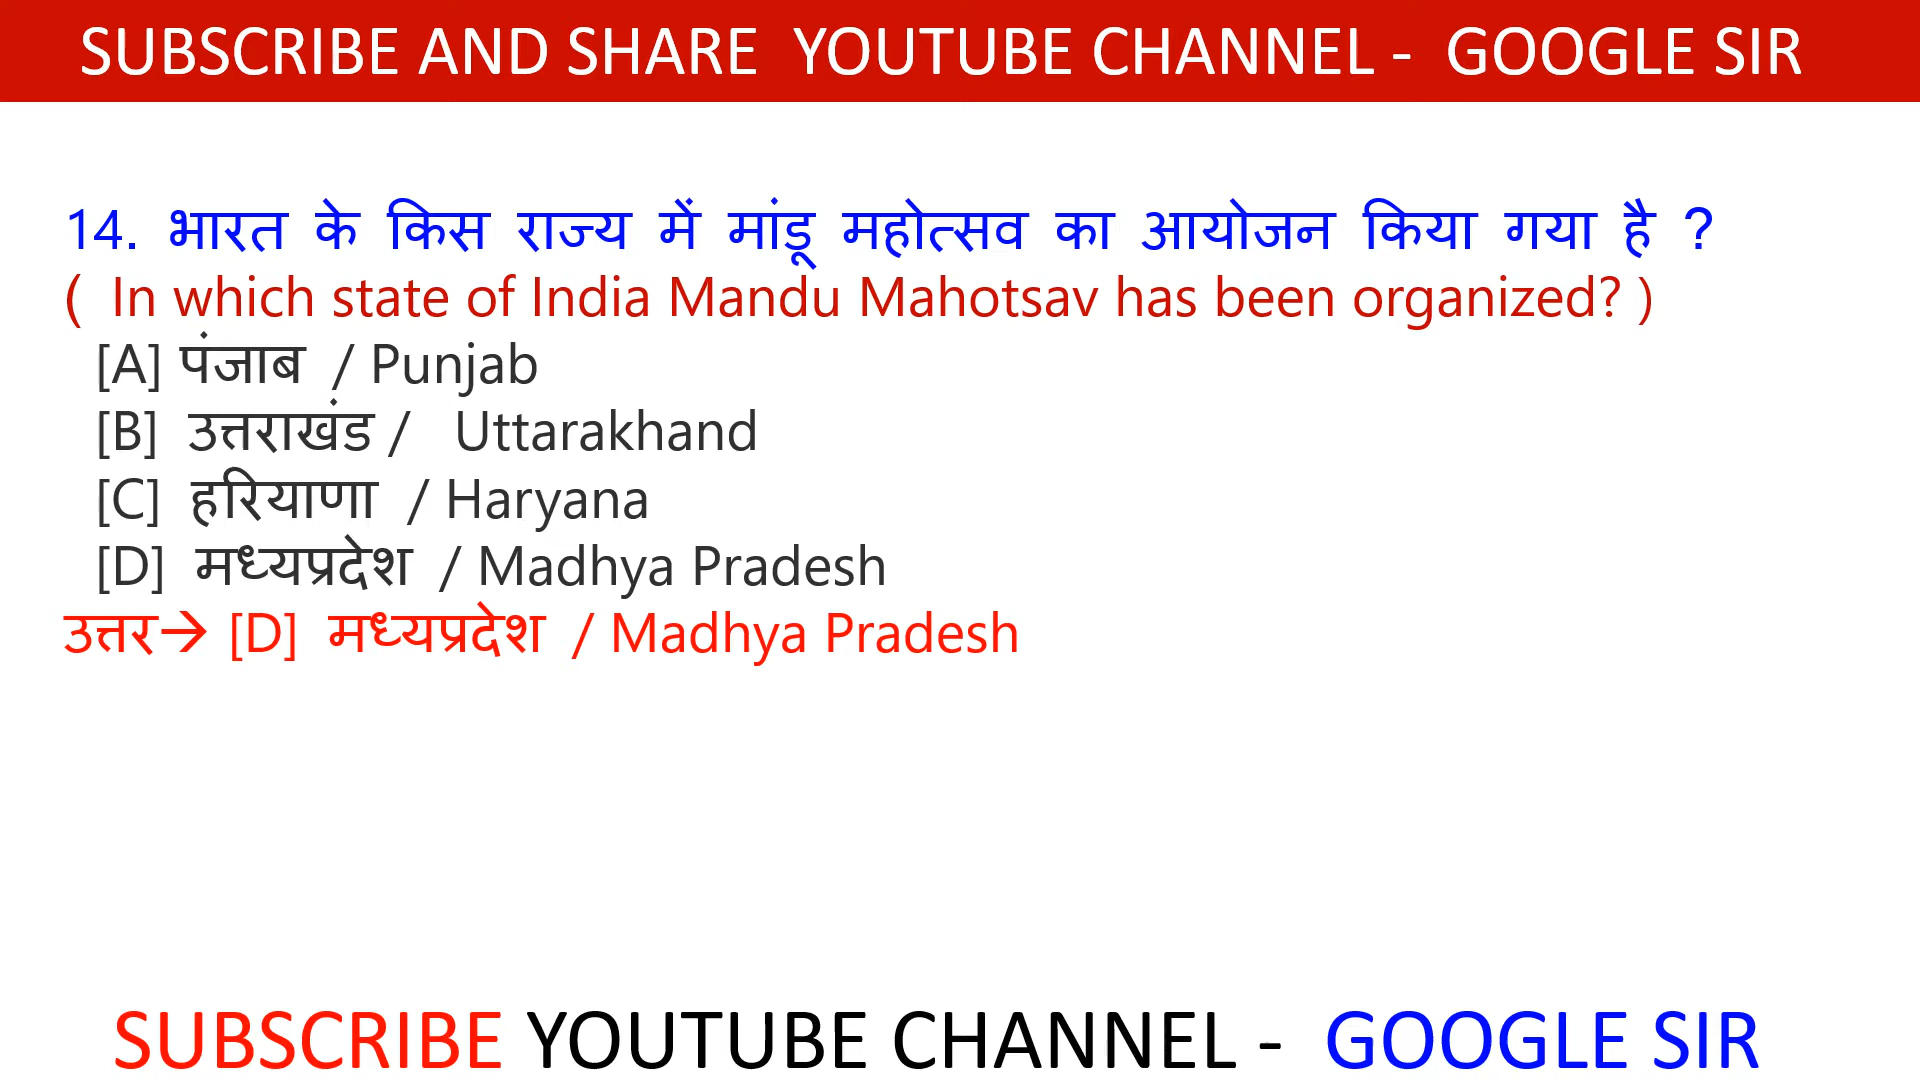 SUBSCRIBE AND SHARE YOUTUBE CHANNEL - GOOGLE SIR
14. भारत के किस राज्य में मांडू महोत्सव का आयोजन किया गया है ?
( In which state of India Mandu Mahotsav has been organized? )
[A] पंजाब / Punjab
[B] उत्तराखंड / Uttarakhand
[C] हरियाणा / Haryana
[D] मध्यप्रदेश / Madhya Pradesh
उत्तर→ [D] मध्यप्रदेश / Madhya Pradesh
SUBSCRIBE YOUTUBE CHANNEL - GOOGLE SIR